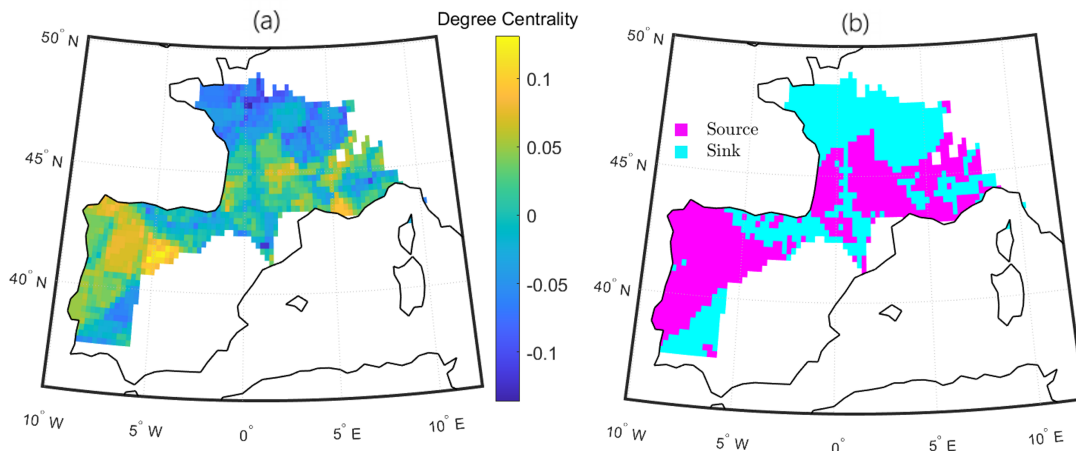 (a)
Degree Centrality
(b)
50° N
45° N
40° N
10° W
5° W
0°
5° E
10° E
0.1
0.05
0
-0.05
-0.1
50° N
45° N
40° N
Source
Sink
10° W
5° W
0°
5° E
10° E